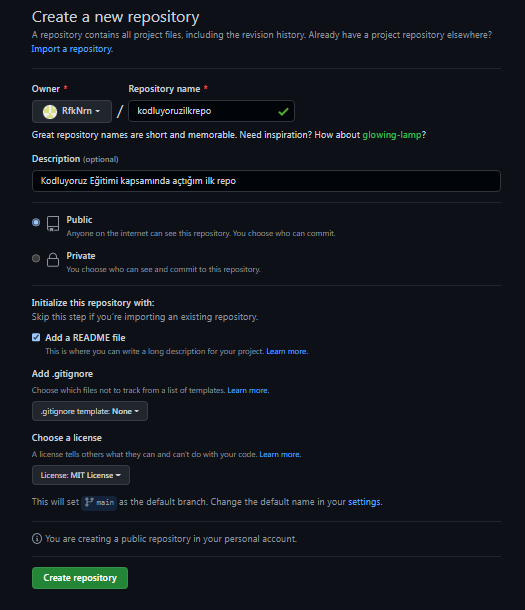 Create a new repository
A repository contains all project files, including the revision history. Already have a project repository elsewhere?
Import a repository.
Owner *
Repository name *
RfkNrn
/
kodluyoruzilkrepo
Great repository names are short and memorable. Need inspiration? How about glowing-lamp?
Description (optional)
Kodluyoruz Eğitimi kapsamında açtığım ilk repo
Public
Anyone on the internet can see this repository. You choose who can commit.
Private
You choose who can see and commit to this repository.
Initialize this repository with:
Skip this step if you're importing an existing repository.
Add a README file
This is where you can write a long description for your project. Learn more.
Add .gitignore
Choose which files not to track from a list of templates. Learn more.
.gitignore template: None
Choose a license
A license tells others what they can and can't do with your code. Learn more.
License: MIT License
This will set main as the default branch. Change the default name in your settings.
You are creating a public repository in your personal account.
Create repository